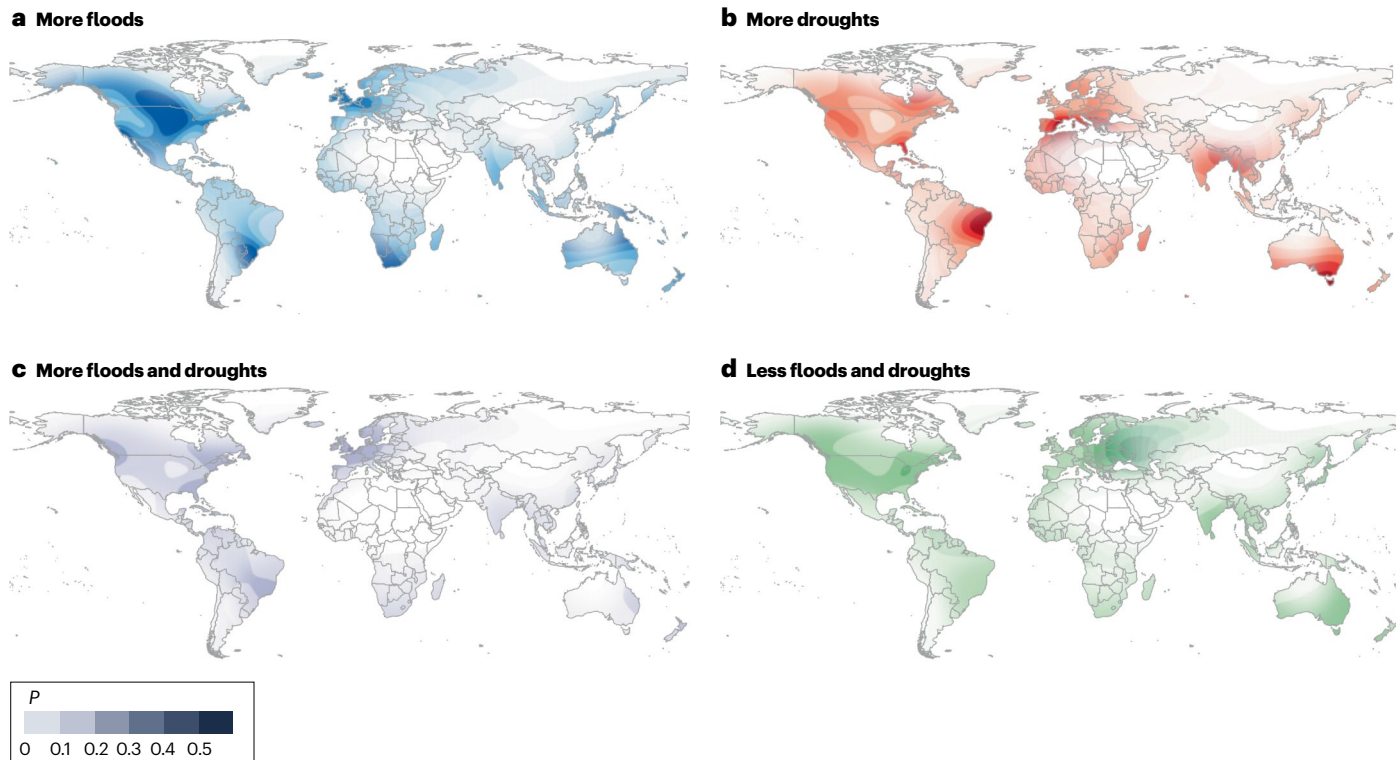 a More floods
b More droughts
c More floods and droughts
d Less floods and droughts
P
0 0.1 0.2 0.3 0.4 0.5